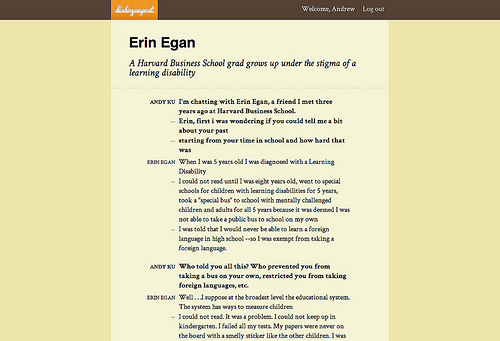 dialoguepost
Welcome, Andrew Log out
Erin Egan
A Harvard Business School grad grows up under the stigma of a
learning disability
ANDY KU I'm chatting with Erin Egan, a friend I met three
years ago at Harvard Business School.
— Erin, first i was wondering if you could tell me a bit
about your past
— starting from your time in school and how hard that
was
ERIN EGAN When I was 5 years old I was diagnosed with a Learning
Disability
— I could not read until I was eight years old, went to special
schools for children with learning disabilities for 5 years,
took a "special bus" to school with mentally challenged
children and adults for all 5 years because it was deemed I was
not able to take a public bus to school on my own
— I was told that I would never be able to learn a foreign
language in high school --so I was exempt from taking a
foreign language.
ANDY KU Who told you all this? Who prevented you from
taking a bus on your own, restricted you from taking
foreign languages, etc.
ERIN EGAN Well . . .I suppose at the broadest level the educational system.
The system has ways to measure children
— I could not read. It was a problem. I could not keep up in
kindergarten. I failed all my tests. My papers were never on
the board with a smelly sticker like the other children. I was